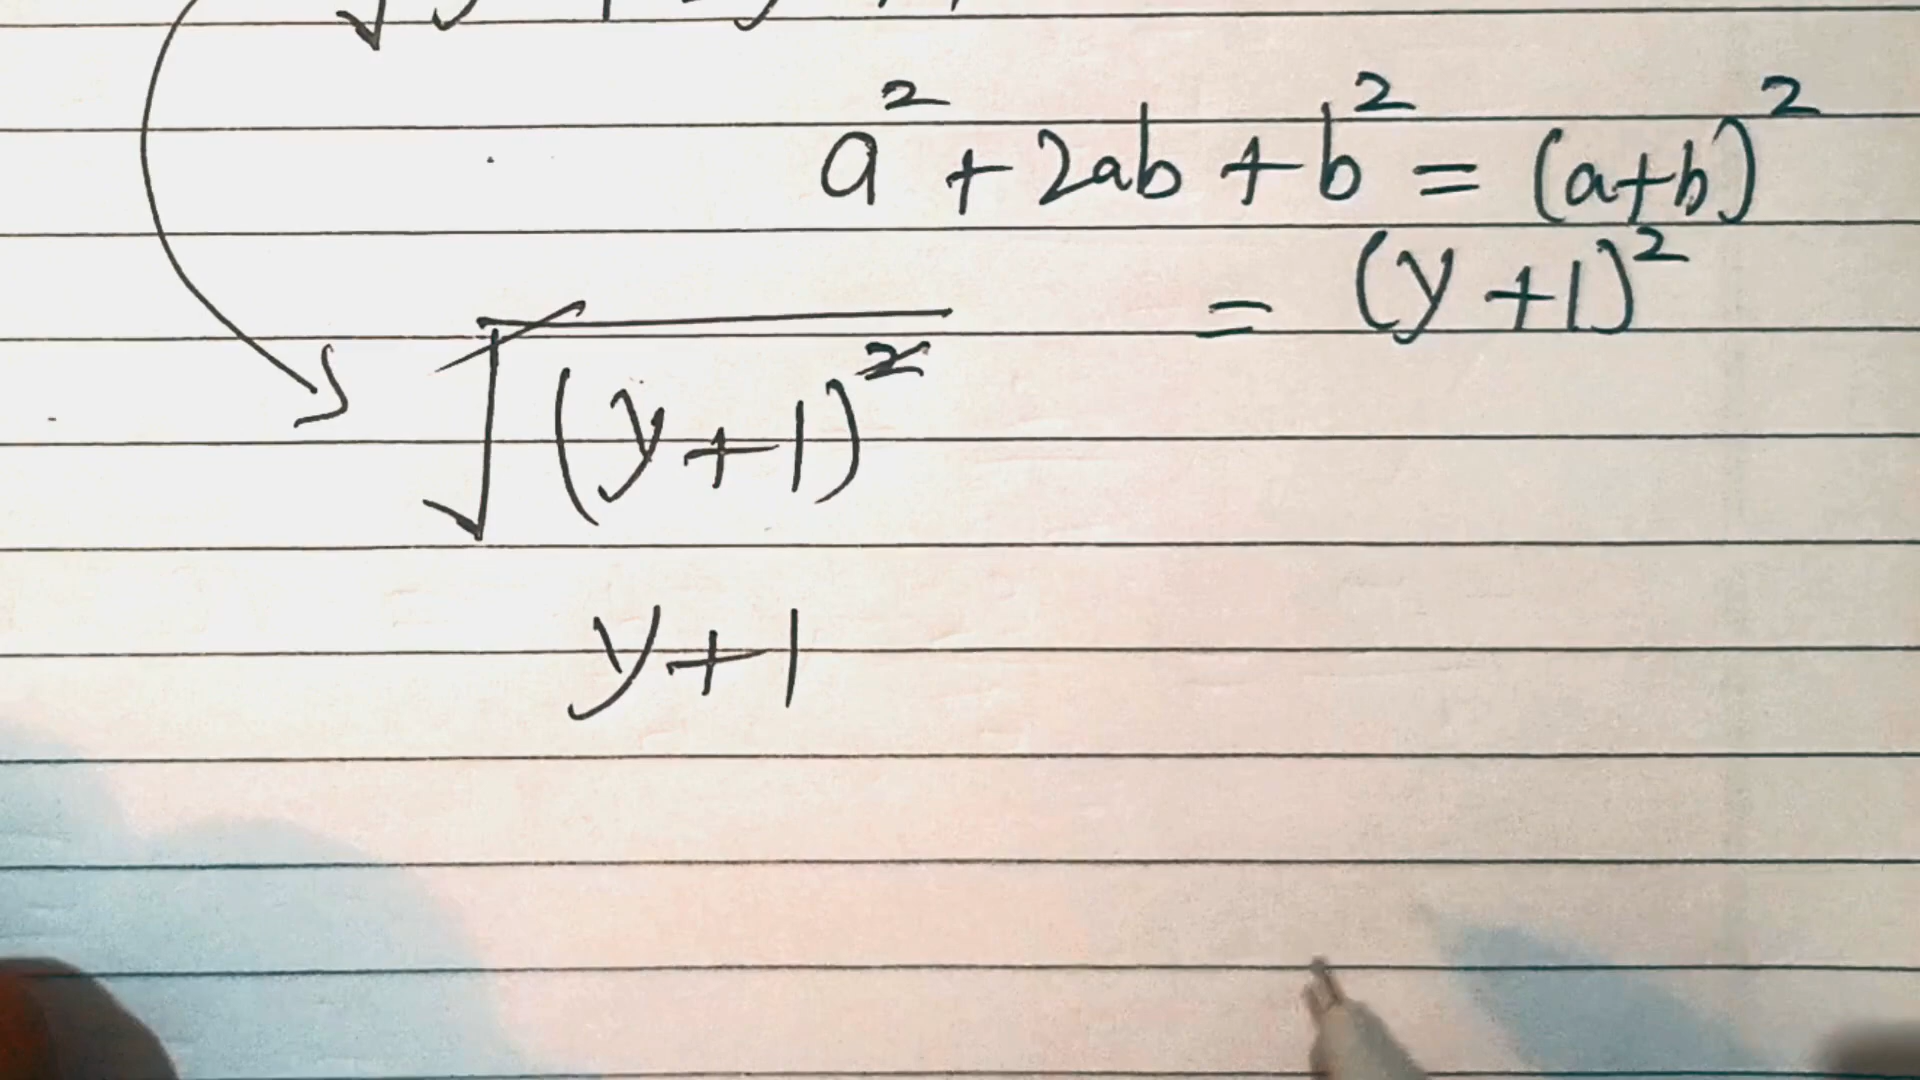 a² + 2ab + b² = (a+b)²
= (y+1)²
√(y+1)²
y+1